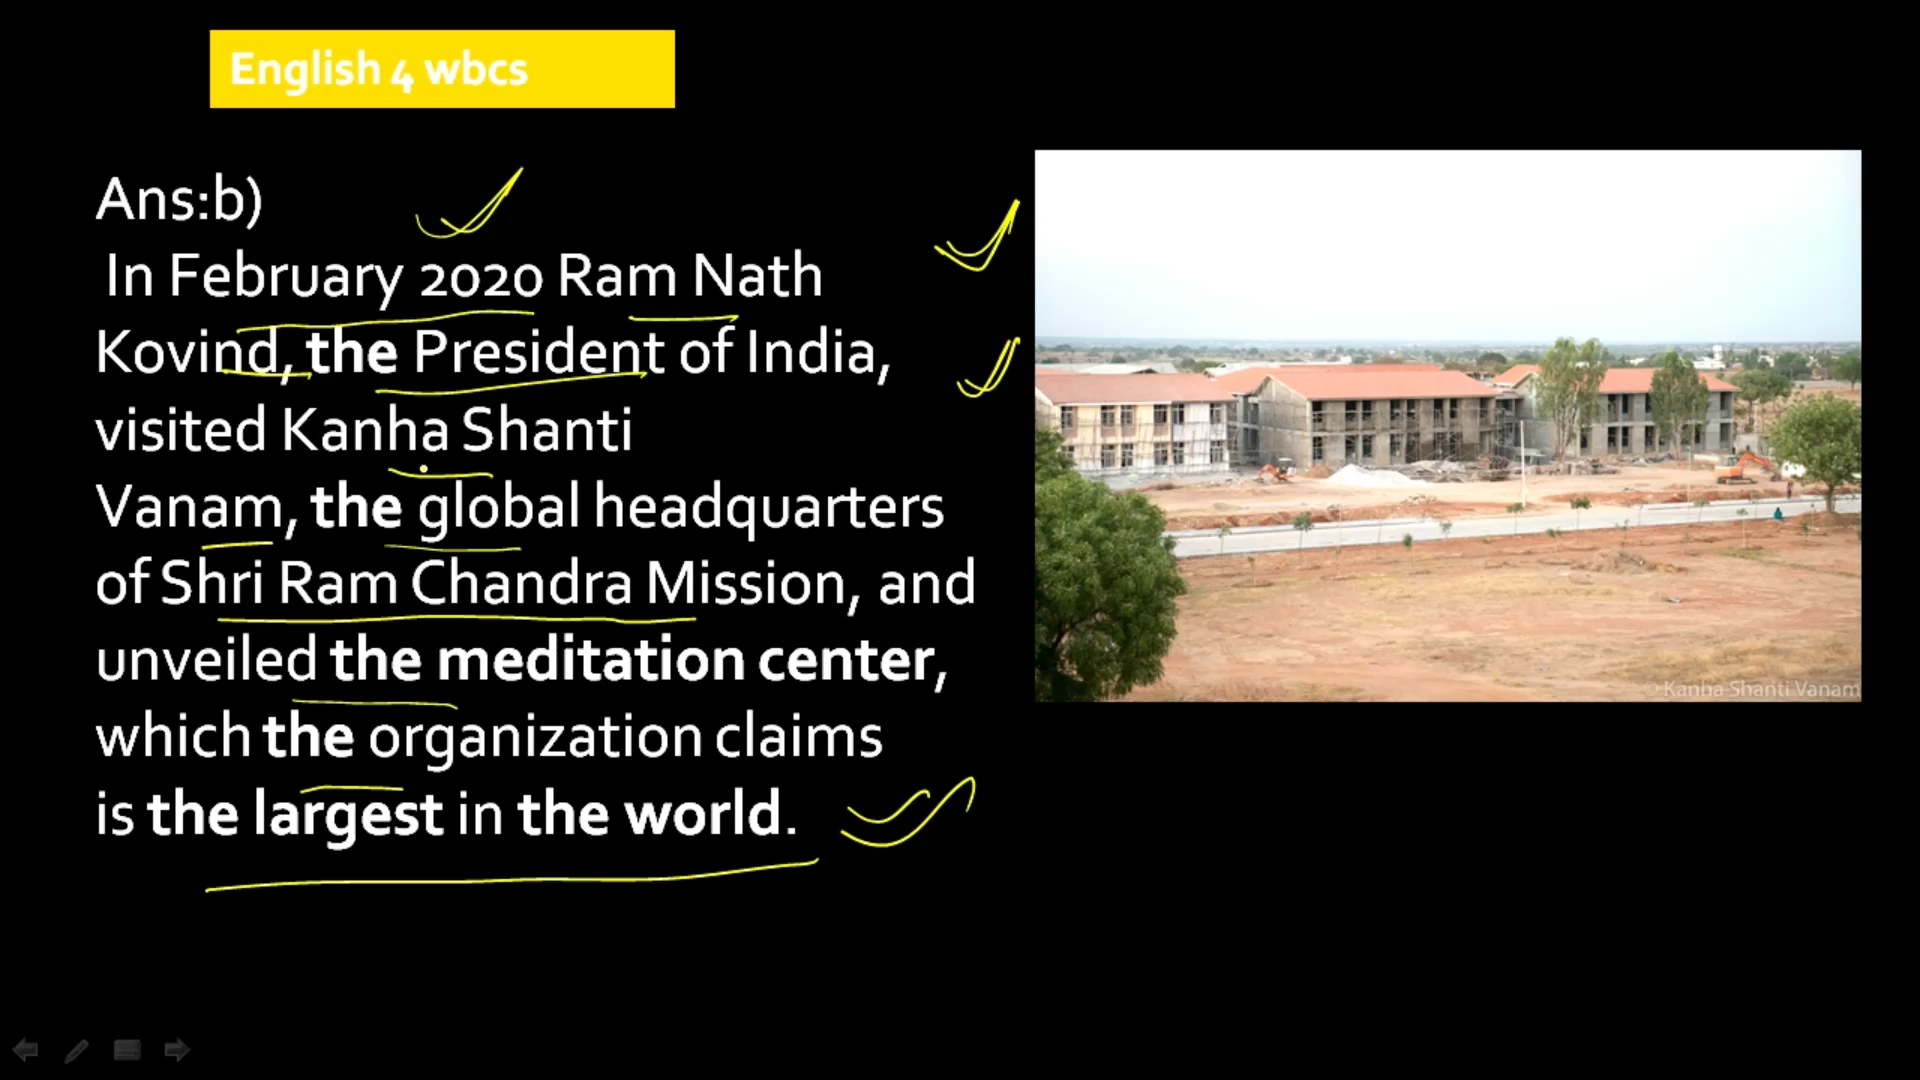 English 4 wbcs
Ans:b)
In February 2020 Ram Nath
Kovind, the President of India,
visited Kanha Shanti
Vanam, the global headquarters
of Shri Ram Chandra Mission, and
unveiled the meditation center,
which the organization claims
is the largest in the world.
© Kanha Shanti Vanam